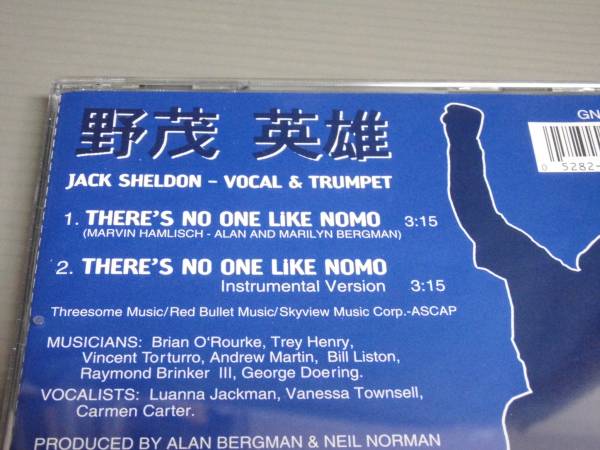 野茂 英雄
JACK SHELDON – VOCAL & TRUMPET
1. THERE'S NO ONE LiKE NOMO 3:15
(MARVIN HAMLISCH - ALAN AND MARILYN BERGMAN)
2. THERE'S NO ONE LiKE NOMO
Instrumental Version 3:15
Threesome Music/Red Bullet Music/Skyview Music Corp.-ASCAP
MUSICIANS: Brian O'Rourke, Trey Henry,
Vincent Torturro, Andrew Martin, Bill Liston,
Raymond Brinker III, George Doering.
VOCALISTS: Luanna Jackman, Vanessa Townsell,
Carmen Carter.
PRODUCED BY ALAN BERGMAN & NEIL NORMAN
GN
0 5282-